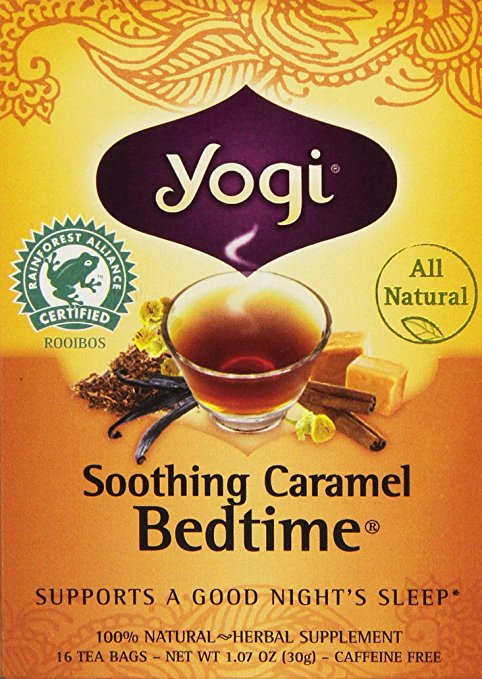 yogi®
RAINFOREST ALLIANCE
CERTIFIED
ROOIBOS
All
Natural
Soothing Caramel
Bedtime®
SUPPORTS A GOOD NIGHT'S SLEEP*
100% NATURAL~HERBAL SUPPLEMENT
16 TEA BAGS – NET WT 1.07 OZ (30g) – CAFFEINE FREE